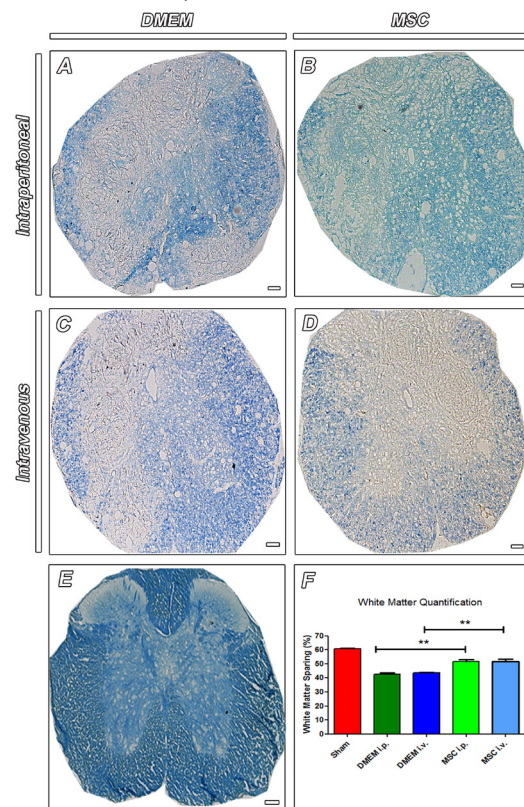 DMEM MSC
Intraperitoneal
A B
Intravenous
C D
E F
White Matter Quantification
White Matter Sparing (%)
70
60
50
40
30
20
10
0
** **
Sham DMEM i.p. DMEM i.v. MSC i.p. MSC i.v.